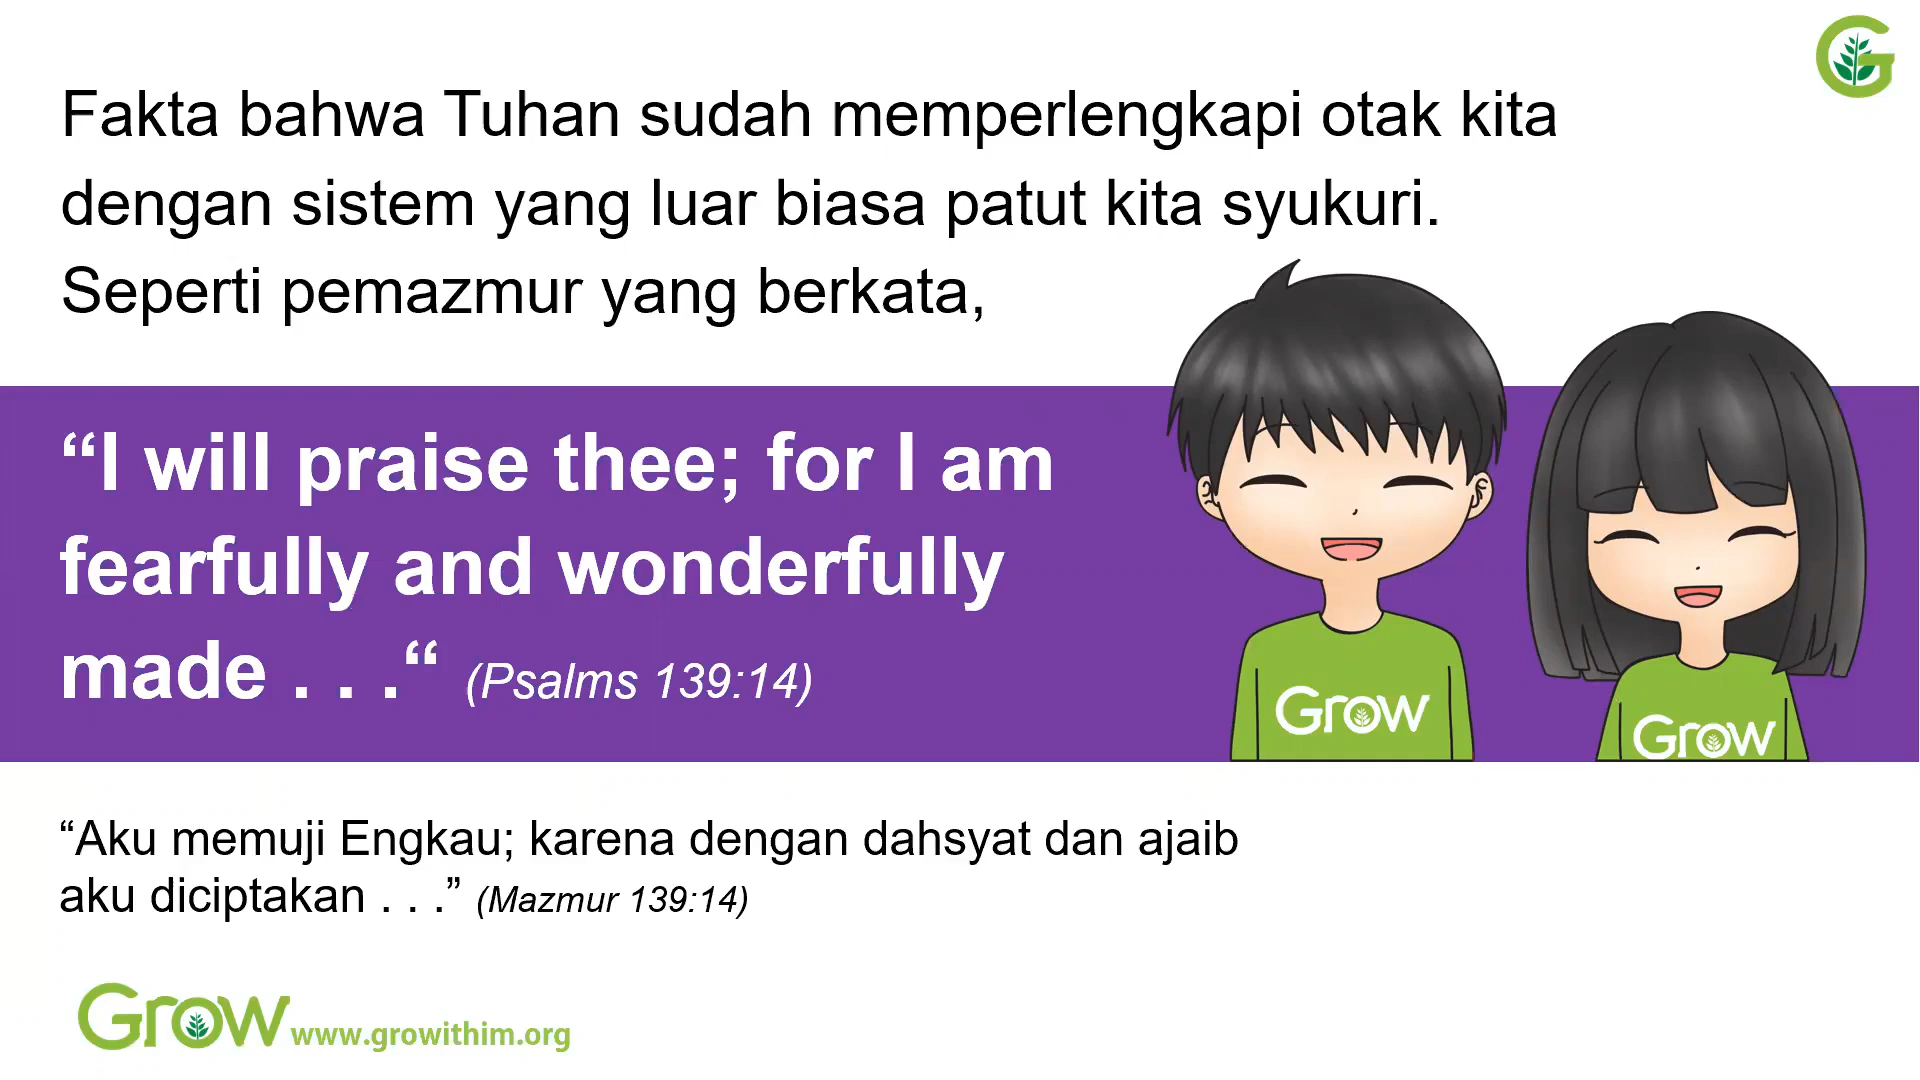 Fakta bahwa Tuhan sudah memperlengkapi otak kita
dengan sistem yang luar biasa patut kita syukuri.
Seperti pemazmur yang berkata,
“I will praise thee; for I am
fearfully and wonderfully
made . . .“ (Psalms 139:14)
Grow
Grow
“Aku memuji Engkau; karena dengan dahsyat dan ajaib
aku diciptakan . . .” (Mazmur 139:14)
Grow www.growithim.org